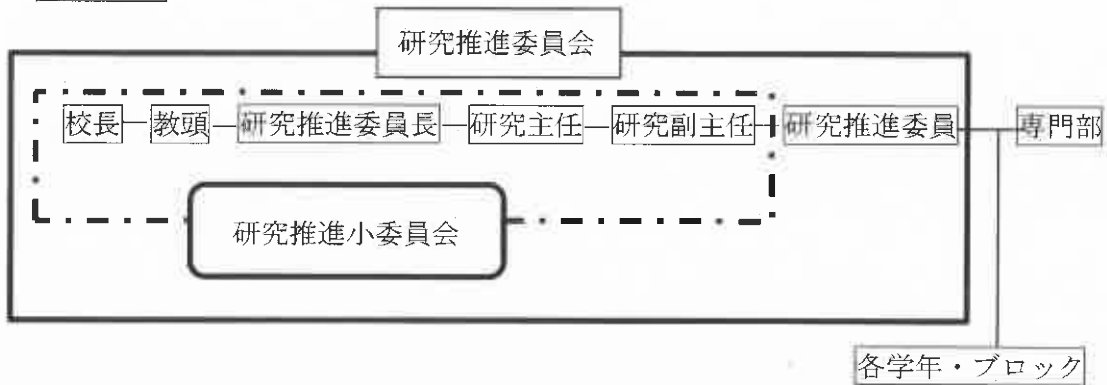 研究推進委員会
校長 教頭 研究推進委員長 研究主任 研究副主任 研究推進委員 専門部
研究推進小委員会
各学年・ブロック